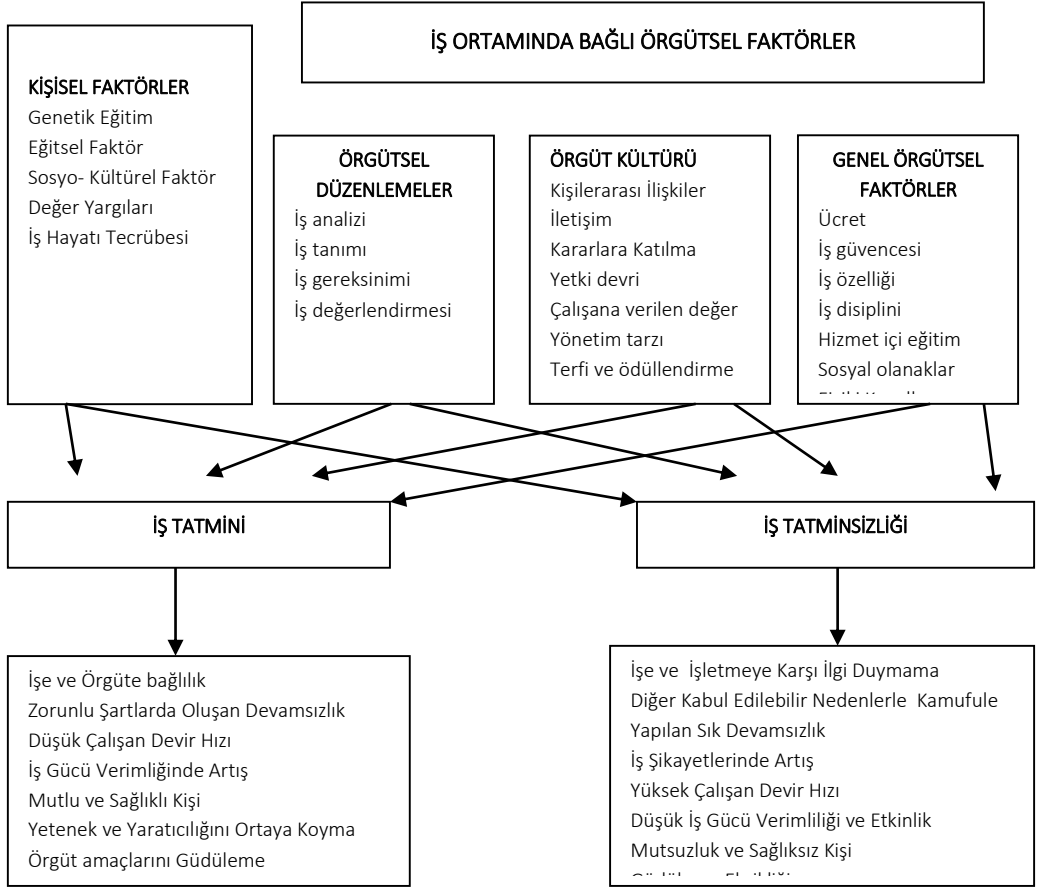 İŞ ORTAMINDA BAĞLI ÖRGÜTSEL FAKTÖRLER
KİŞİSEL FAKTÖRLER
Genetik Eğitim
Eğitsel Faktör
Sosyo- Kültürel Faktör
Değer Yargıları
İş Hayatı Tecrübesi
ÖRGÜTSEL
DÜZENLEMELER
İş analizi
İş tanımı
İş gereksinimi
İş değerlendirmesi
ÖRGÜT KÜLTÜRÜ
Kişilerarası İlişkiler
İletişim
Kararlara Katılma
Yetki devri
Çalışana verilen değer
Yönetim tarzı
Terfi ve ödüllendirme
GENEL ÖRGÜTSEL
FAKTÖRLER
Ücret
İş güvencesi
İş özelliği
İş disiplini
Hizmet içi eğitim
Sosyal olanaklar
İŞ TATMİNİ
İŞ TATMİNSİZLİĞİ
İşe ve Örgüte bağlılık
Zorunlu Şartlarda Oluşan Devamsızlık
Düşük Çalışan Devir Hızı
İş Gücü Verimliğinde Artış
Mutlu ve Sağlıklı Kişi
Yetenek ve Yaratıcılığını Ortaya Koyma
Örgüt amaçlarını Güdüleme
İşe ve İşletmeye Karşı İlgi Duymama
Diğer Kabul Edilebilir Nedenlerle Kamufule
Yapılan Sık Devamsızlık
İş Şikayetlerinde Artış
Yüksek Çalışan Devir Hızı
Düşük İş Gücü Verimliliği ve Etkinlik
Mutsuzluk ve Sağlıksız Kişi